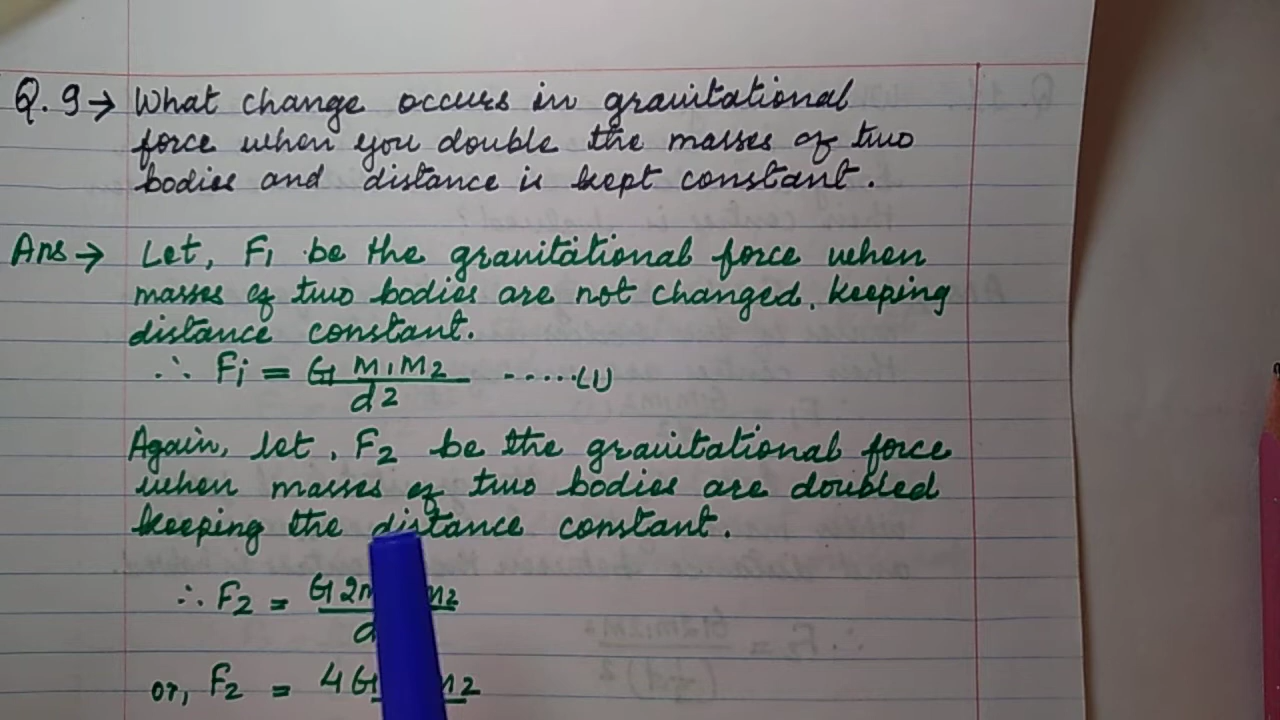 Q.9→ What change occurs in gravitational
force when you double the masses of two
bodies and distance is kept constant.
Ans→ Let, F1 be the gravitational force when
masses of two bodies are not changed. keeping
distance constant.
∴ F1 = G m1m2 ......(1)
d2
Again, let, F2 be the gravitational force
when masses of two bodies are doubled
keeping the distance constant.
∴ F2 = G2m m2
d
or, F2 = 4G m2